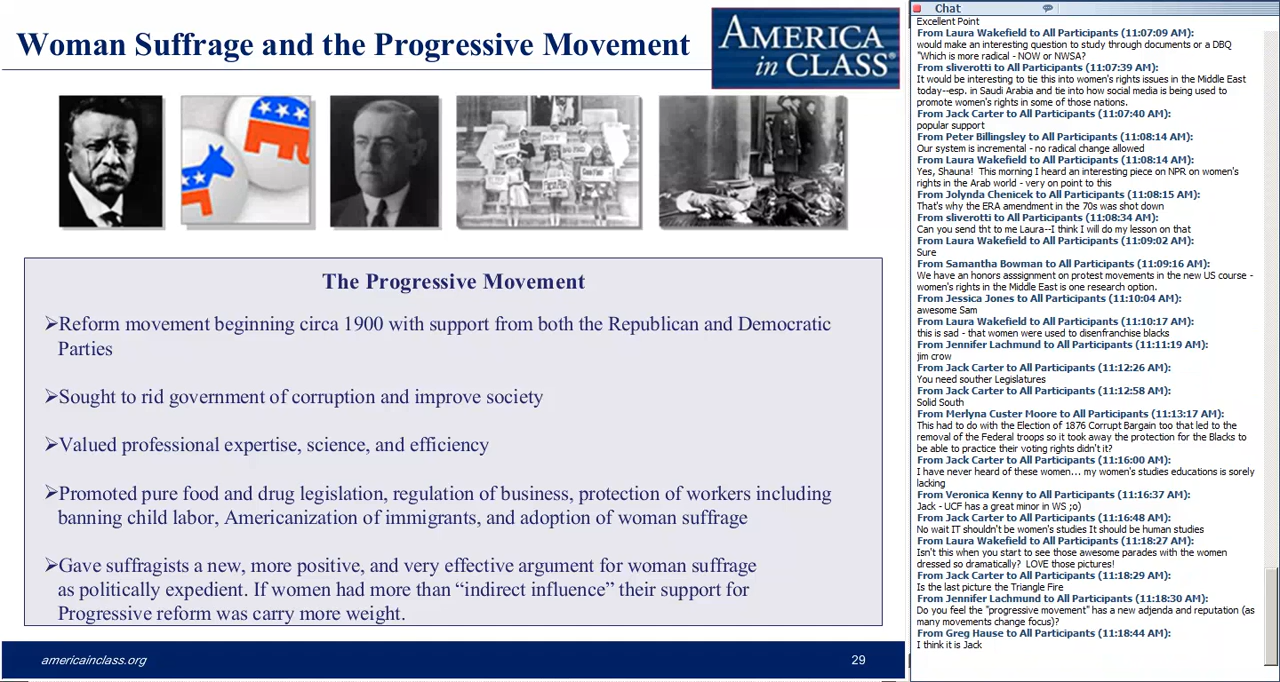 Woman Suffrage and the Progressive Movement
AMERICA
in CLASS®
The Progressive Movement
➢Reform movement beginning circa 1900 with support from both the Republican and Democratic
Parties
➢Sought to rid government of corruption and improve society
➢Valued professional expertise, science, and efficiency
➢Promoted pure food and drug legislation, regulation of business, protection of workers including
banning child labor, Americanization of immigrants, and adoption of woman suffrage
➢Gave suffragists a new, more positive, and very effective argument for woman suffrage
as politically expedient. If women had more than “indirect influence” their support for
Progressive reform was carry more weight.
americainclass.org
29
Chat
Excellent Point
From Laura Wakefield to All Participants (11:07:09 AM):
would make an interesting question to study through documents or a DBQ
"Which is more radical - NOW or NWSA?
From sliverotti to All Participants (11:07:39 AM):
It would be interesting to tie this into women's rights issues in the Middle East
today--esp. in Saudi Arabia and tie into how social media is being used to
promote women's rights in some of those nations.
From Jack Carter to All Participants (11:07:40 AM):
popular support
From Peter Billingsley to All Participants (11:08:14 AM):
Our system is incremental - no radical change allowed
From Laura Wakefield to All Participants (11:08:14 AM):
Yes, Shauna!  This morning I heard an interesting piece on NPR on women's
rights in the Arab world - very on point to this
From Jolynda Chenicek to All Participants (11:08:15 AM):
That's why the ERA amendment in the 70s was shot down
From sliverotti to All Participants (11:08:34 AM):
Can you send tht to me Laura--I think I will do my lesson on that
From Laura Wakefield to All Participants (11:09:02 AM):
Sure
From Samantha Bowman to All Participants (11:09:16 AM):
We have an honors asssignment on protest movements in the new US course -
women's rights in the Middle East is one research option.
From Jessica Jones to All Participants (11:10:04 AM):
awesome Sam
From Laura Wakefield to All Participants (11:10:17 AM):
this is sad - that women were used to disenfranchise blacks
From Jennifer Lachmund to All Participants (11:11:19 AM):
jim crow
From Jack Carter to All Participants (11:12:26 AM):
You need souther Legislatures
From Jack Carter to All Participants (11:12:58 AM):
Solid South
From Merlyna Custer Moore to All Participants (11:13:17 AM):
This had to do with the Election of 1876 Corrupt Bargain too that led to the
removal of the Federal troops so it took away the protection for the Blacks to
be able to practice their voting rights didn't it?
From Jack Carter to All Participants (11:16:00 AM):
I have never heard of these women... my women's studies educations is sorely
lacking
From Veronica Kenny to All Participants (11:16:37 AM):
Jack - UCF has a great minor in WS ;o)
From Jack Carter to All Participants (11:16:48 AM):
No wait IT shouldn't be women's studies It should be human studies
From Laura Wakefield to All Participants (11:18:27 AM):
Isn't this when you start to see those awesome parades with the women
dressed so dramatically?  LOVE those pictures!
From Jack Carter to All Participants (11:18:29 AM):
Is the last picture the Triangle Fire
From Jennifer Lachmund to All Participants (11:18:30 AM):
Do you feel the "progressive movement" has a new adjenda and reputation (as
many movements change focus)?
From Greg Hause to All Participants (11:18:44 AM):
I think it is Jack